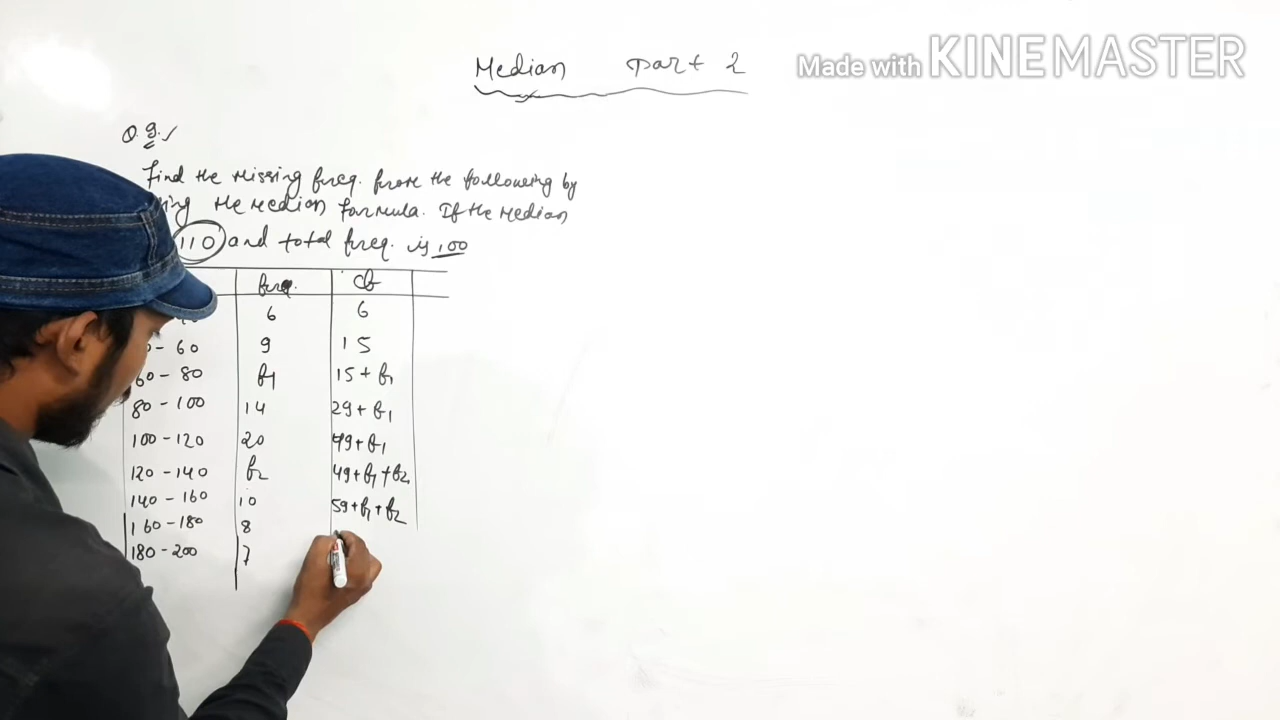 Median Part 2
Made with KINEMASTER
Q.9.
Find the Missing freq. from the following by
the Median formula. If the Median
110 and total freq. is 100
freq. cf
6 6
60 9 15
60 - 80 f1 15 + f1
80 - 100 14 29 + f1
100 - 120 20 49 + f1
120 - 140 f2 49 + f1 + f2
140 - 160 10 59 + f1 + f2
160 - 180 8
180 - 200 7